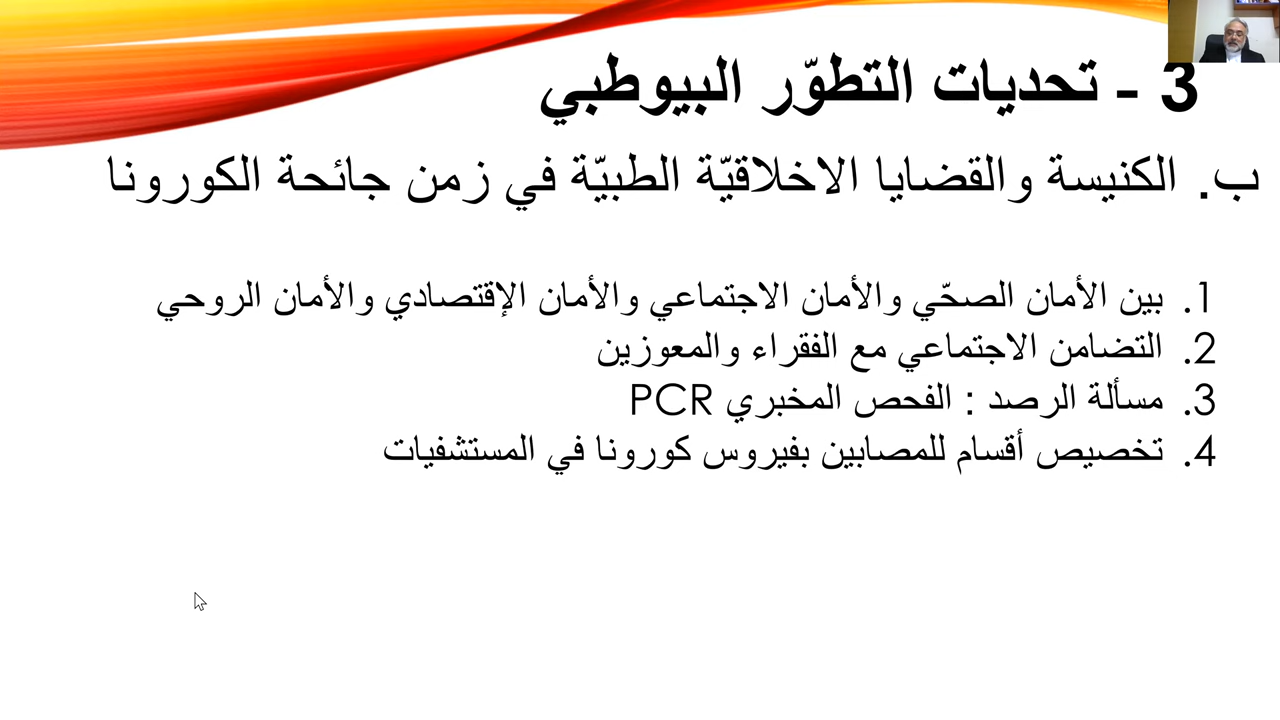 3 - تحديات التطوّر البيوطبي
ب. الكنيسة والقضايا الاخلاقيّة الطبيّة في زمن جائحة الكورونا
1. بين الأمان الصحّي والأمان الاجتماعي والأمان الإقتصادي والأمان الروحي
2. التضامن الاجتماعي مع الفقراء والمعوزين
3. مسألة الرصد : الفحص المخبري PCR
4. تخصيص أقسام للمصابين بفيروس كورونا في المستشفيات